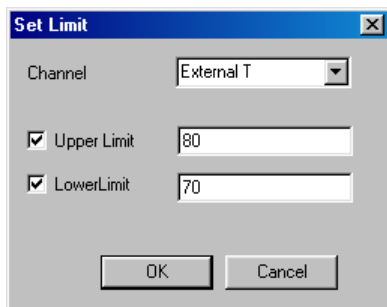 Set Limit
Channel External T
Upper Limit 80
LowerLimit 70
OK Cancel